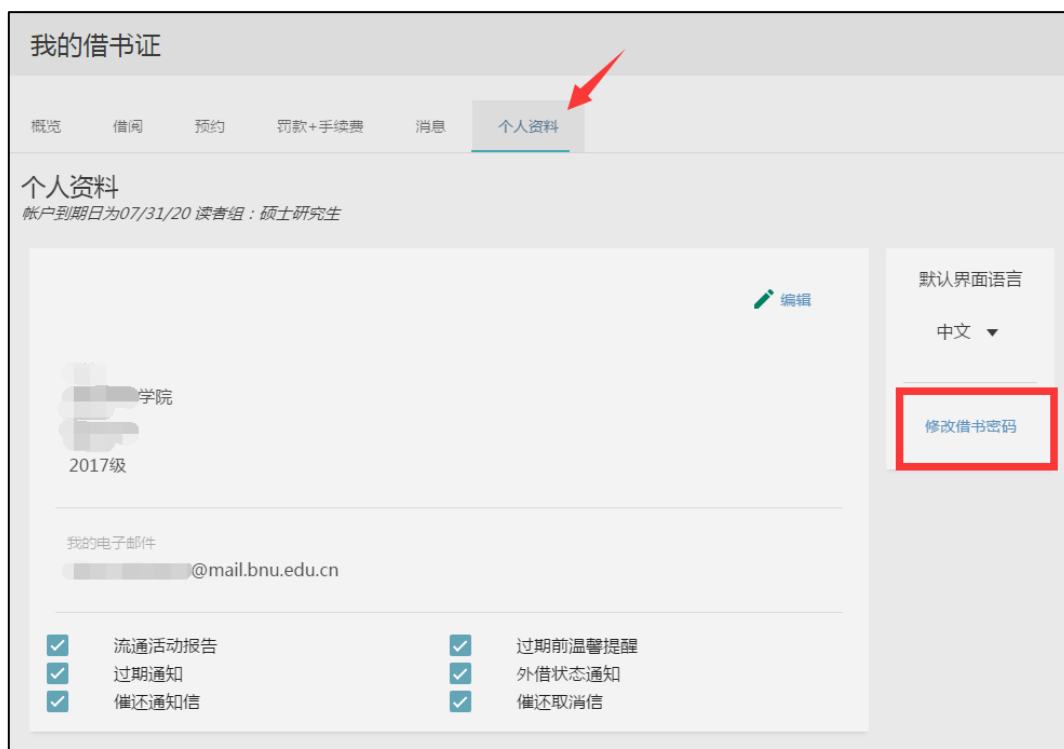 我的借书证
概览 借阅 预约 罚款+手续费 消息 个人资料
个人资料
帐户到期日为07/31/20 读者组：硕士研究生
编辑
学院
2017级
我的电子邮件
@mail.bnu.edu.cn
流通活动报告 过期前温馨提醒
过期通知 外借状态通知
催还通知信 催还取消信
默认界面语言
中文
修改借书密码